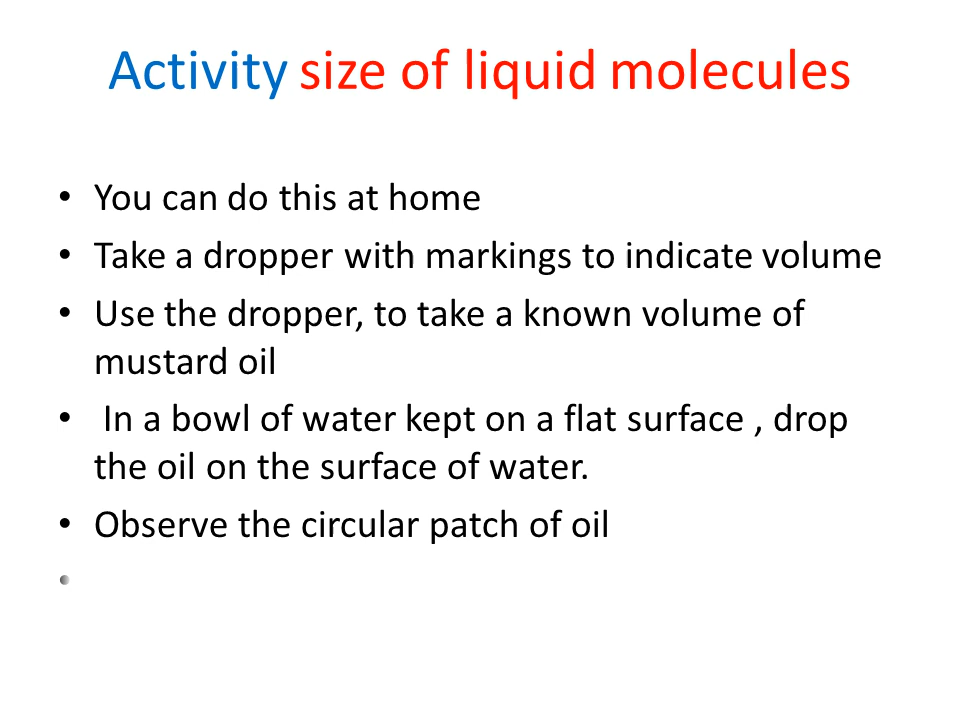 Activity size of liquid molecules
• You can do this at home
• Take a dropper with markings to indicate volume
• Use the dropper, to take a known volume of
mustard oil
• In a bowl of water kept on a flat surface , drop
the oil on the surface of water.
• Observe the circular patch of oil
•